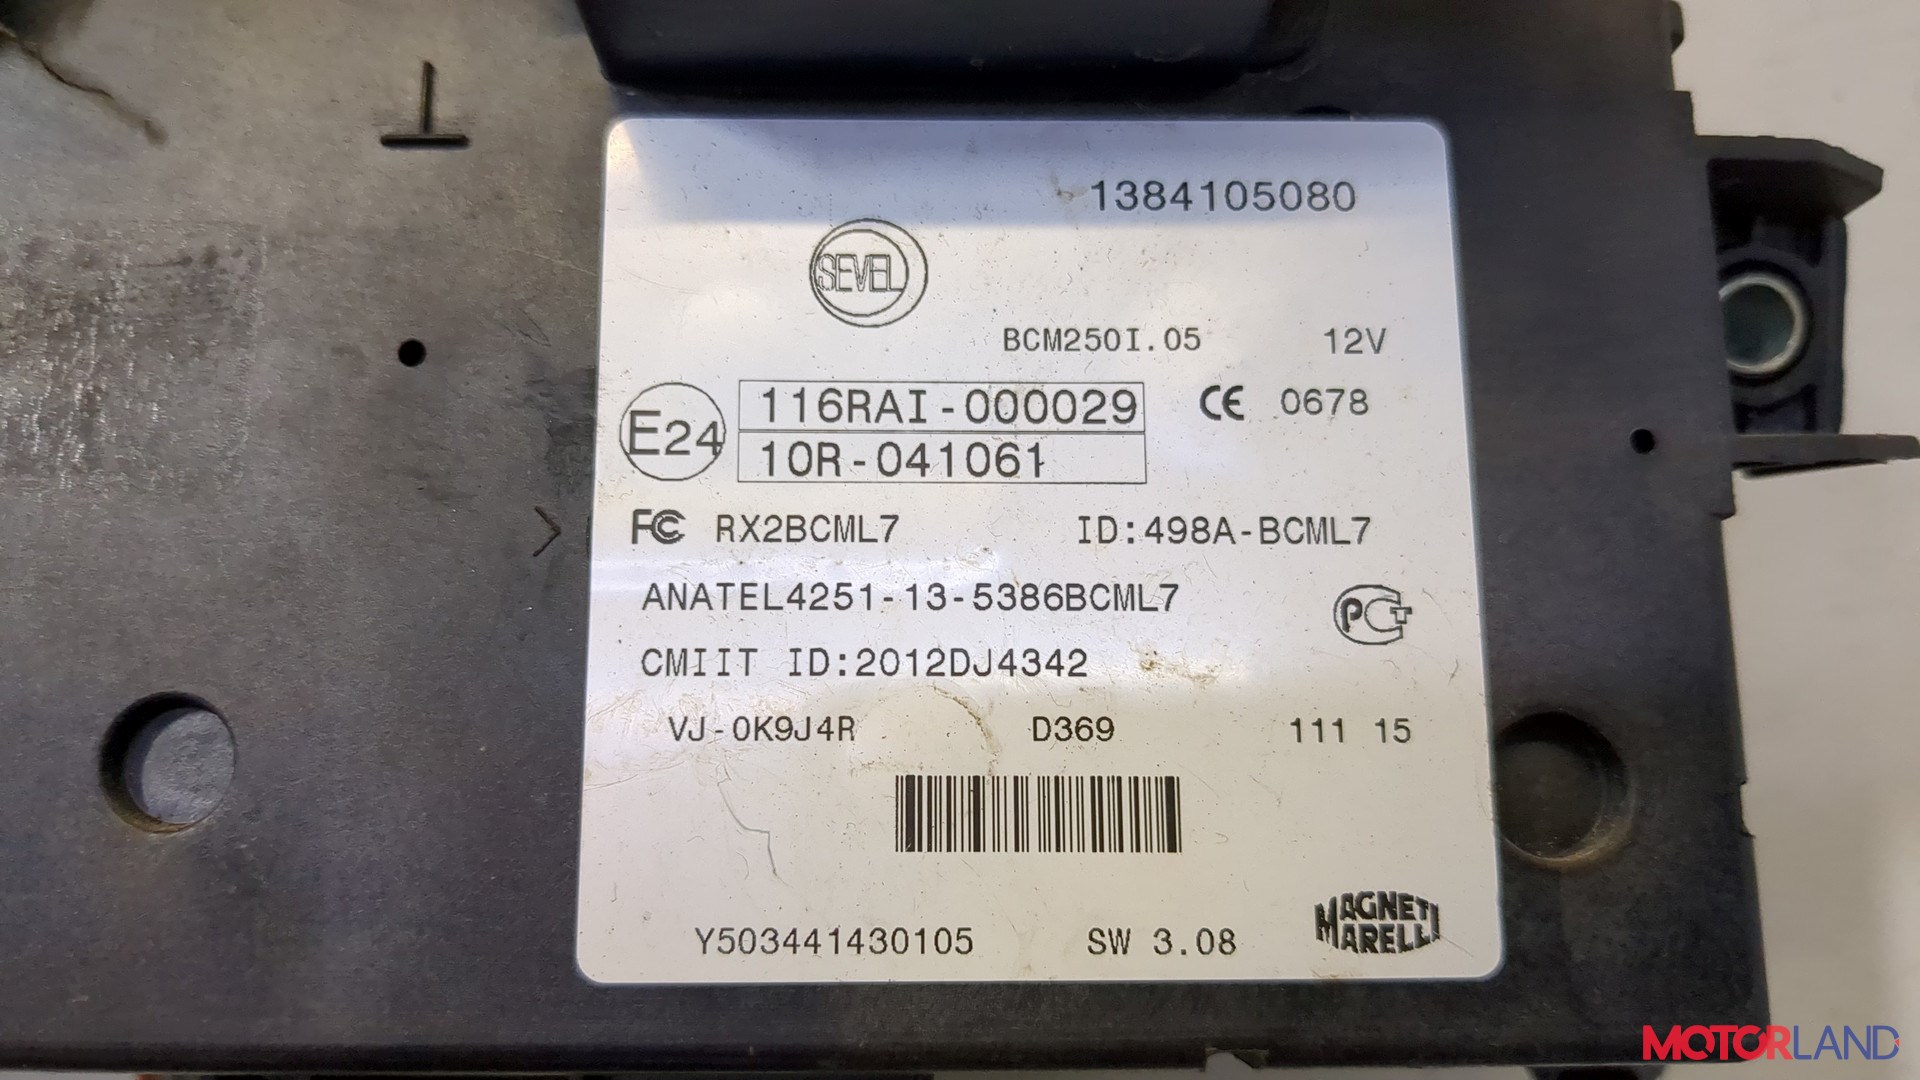 1384105080
SEVEL
BCM250I.05 12V
E24 116RAI-000029 CE 0678
10R-041061
FC RX2BCML7 ID:498A-BCML7
ANATEL4251-13-5386BCML7 PCT
CMIIT ID:2012DJ4342
VJ-0K9J4R D369 111 15
Y503441430105 SW 3.08 MAGNETI MARELLI
MOTORLAND